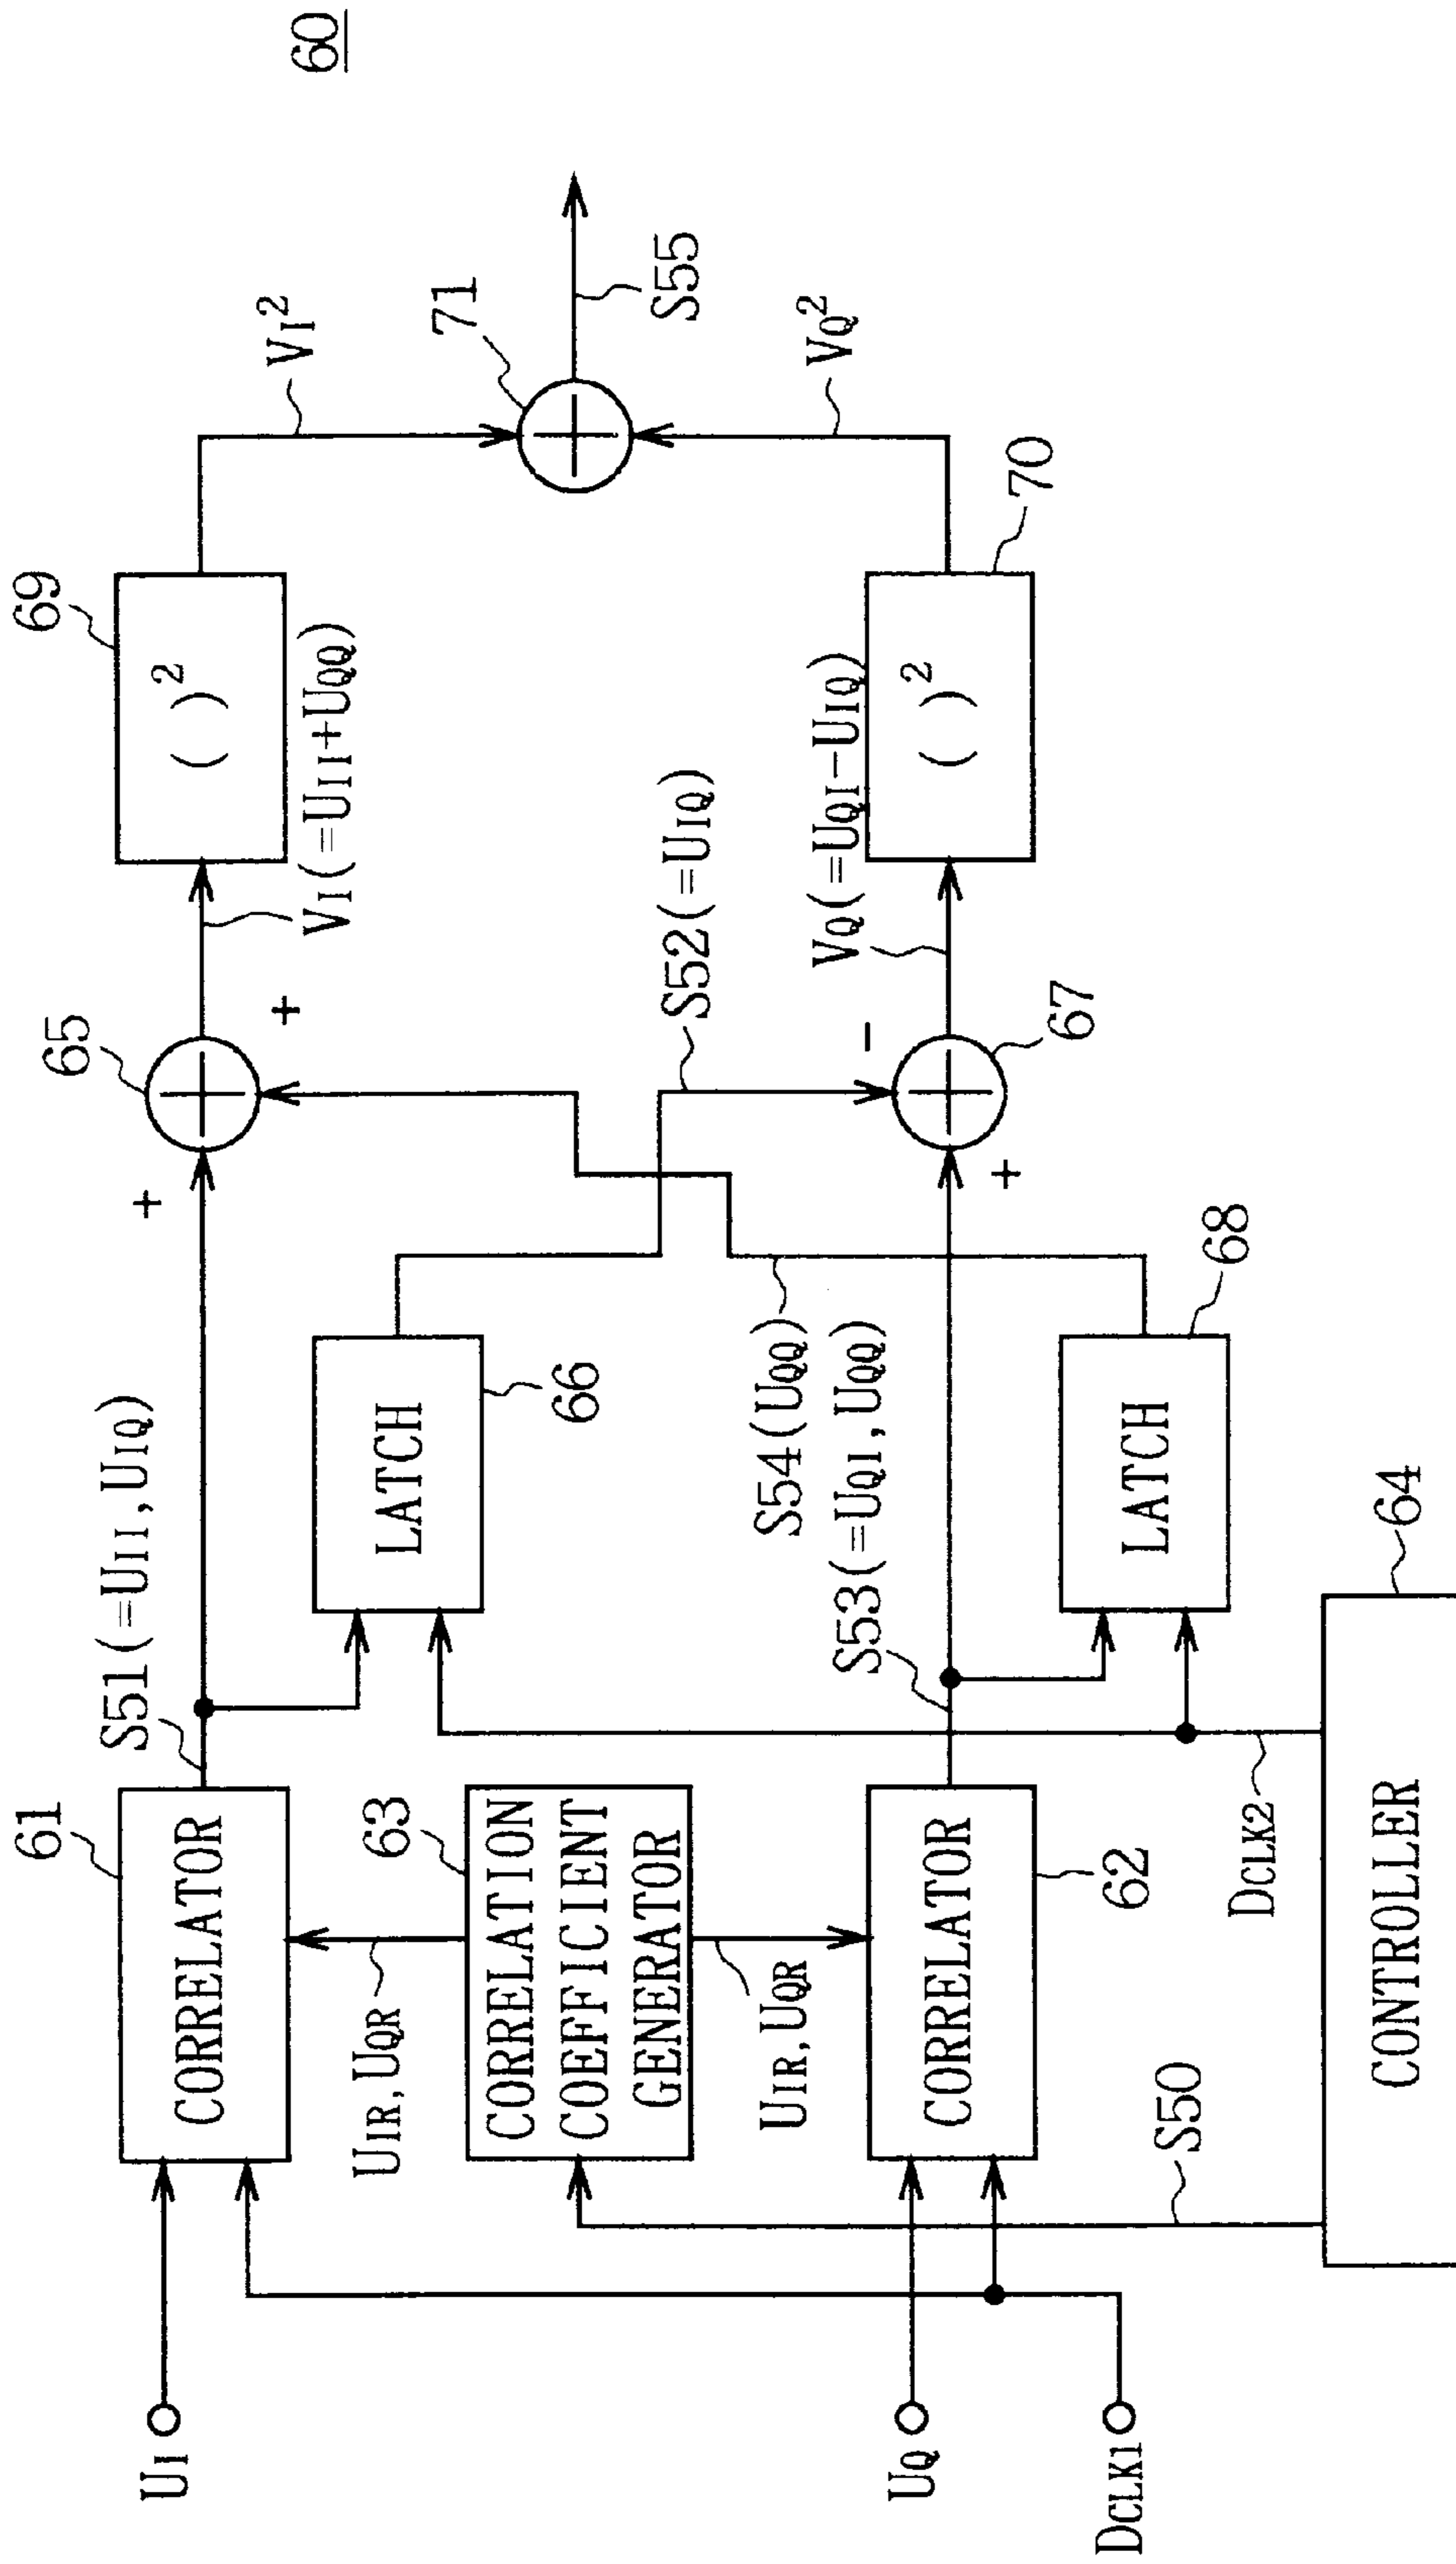 60
61
S51(=UII,UIQ)
65
69
+
+
VI(=UII+UQQ)
( )²
VI²
UI
CORRELATOR
LATCH
66
71
UIR,UQR
63
CORRELATION
COEFFICIENT
GENERATOR
S52(=UIQ)
S55
UIR,UQR
S54(UQQ)
S53(=UQI,UQQ)
VQ(=UQI-UIQ)
VQ²
-
+
67
( )²
70
UQ
CORRELATOR
62
LATCH
68
DCLK1
S50
DCLK2
CONTROLLER
64